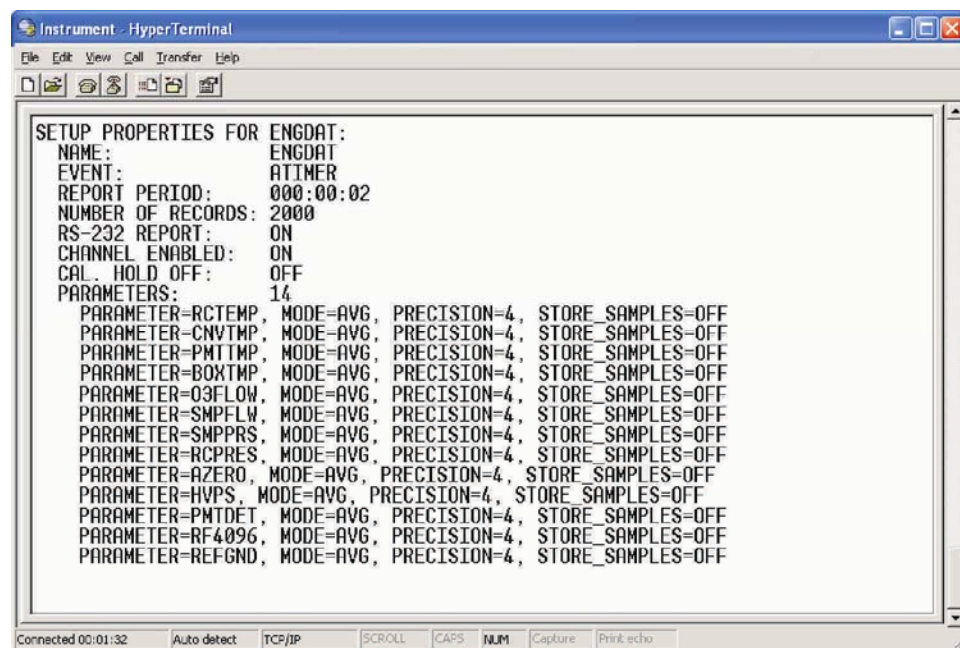 Instrument - HyperTerminal
File Edit View Call Transfer Help
SETUP PROPERTIES FOR ENGDAT:
NAME: ENGDAT
EVENT: ATIMER
REPORT PERIOD: 000:00:02
NUMBER OF RECORDS: 2000
RS-232 REPORT: ON
CHANNEL ENABLED: ON
CAL. HOLD OFF: OFF
PARAMETERS: 14
PARAMETER=RCTEMP, MODE=AVG, PRECISION=4, STORE_SAMPLES=OFF
PARAMETER=CNVTMP, MODE=AVG, PRECISION=4, STORE_SAMPLES=OFF
PARAMETER=PMTTMP, MODE=AVG, PRECISION=4, STORE_SAMPLES=OFF
PARAMETER=BOXTMP, MODE=AVG, PRECISION=4, STORE_SAMPLES=OFF
PARAMETER=O3FLOW, MODE=AVG, PRECISION=4, STORE_SAMPLES=OFF
PARAMETER=SMPFLW, MODE=AVG, PRECISION=4, STORE_SAMPLES=OFF
PARAMETER=SMPPRS, MODE=AVG, PRECISION=4, STORE_SAMPLES=OFF
PARAMETER=RCPRES, MODE=AVG, PRECISION=4, STORE_SAMPLES=OFF
PARAMETER=AZERO, MODE=AVG, PRECISION=4, STORE_SAMPLES=OFF
PARAMETER=HVPS, MODE=AVG, PRECISION=4, STORE_SAMPLES=OFF
PARAMETER=PMTDET, MODE=AVG, PRECISION=4, STORE_SAMPLES=OFF
PARAMETER=RF4096, MODE=AVG, PRECISION=4, STORE_SAMPLES=OFF
PARAMETER=REFGND, MODE=AVG, PRECISION=4, STORE_SAMPLES=OFF
Connected 00:01:32 Auto detect TCP/IP SCROLL CAPS NUM Capture Print echo